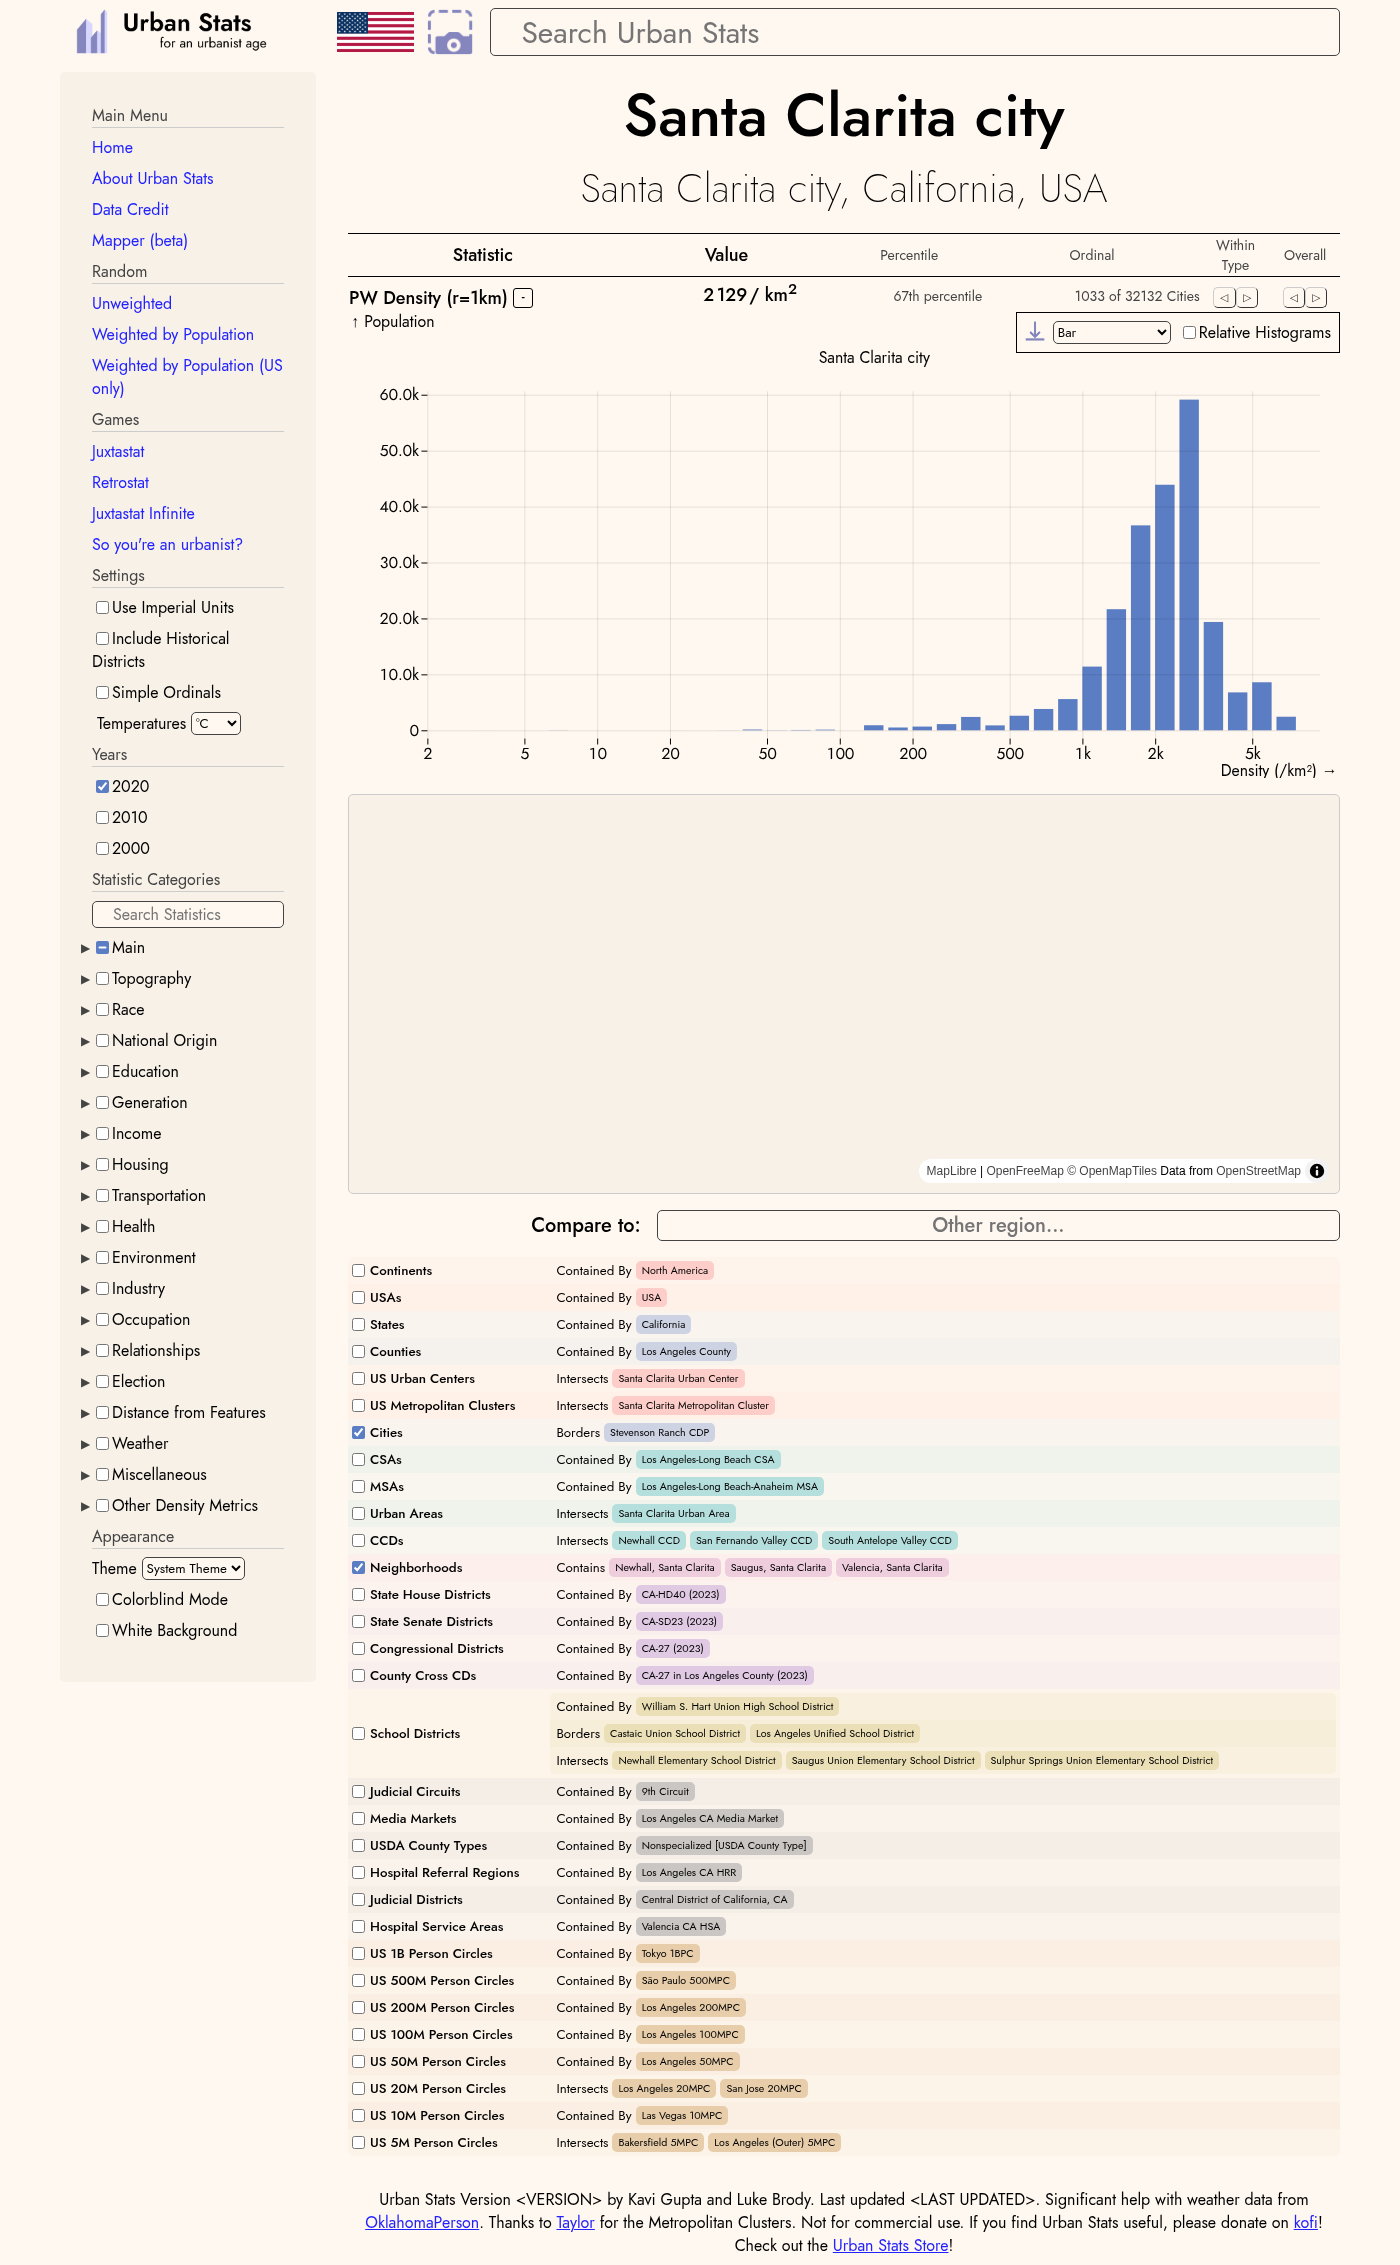 Urban Stats
for an urbanist age
Search Urban Stats
Main Menu
Home
About Urban Stats
Data Credit
Mapper (beta)
Random
Unweighted
Weighted by Population
Weighted by Population (US
only)
Games
Juxtastat
Retrostat
Juxtastat Infinite
So you're an urbanist?
Settings
Use Imperial Units
Include Historical
Districts
Simple Ordinals
Temperatures °C
Years
2020
2010
2000
Statistic Categories
Search Statistics
▶ Main
▶ Topography
▶ Race
▶ National Origin
▶ Education
▶ Generation
▶ Income
▶ Housing
▶ Transportation
▶ Health
▶ Environment
▶ Industry
▶ Occupation
▶ Relationships
▶ Election
▶ Distance from Features
▶ Weather
▶ Miscellaneous
▶ Other Density Metrics
Appearance
Theme System Theme
Colorblind Mode
White Background
Santa Clarita city
Santa Clarita city, California, USA
Statistic Value Percentile Ordinal Within Type Overall
PW Density (r=1km) - 2 129 / km² 67th percentile 1033 of 32132 Cities ◁ ▷ ◁ ▷
↑ Population
Bar Relative Histograms
Santa Clarita city
60.0k
50.0k
40.0k
30.0k
20.0k
10.0k
0
2 5 10 20 50 100 200 500 1k 2k 5k
Density (/km²) →
MapLibre | OpenFreeMap © OpenMapTiles Data from OpenStreetMap
Compare to: Other region...
Continents Contained By North America
USAs Contained By USA
States Contained By California
Counties Contained By Los Angeles County
US Urban Centers Intersects Santa Clarita Urban Center
US Metropolitan Clusters Intersects Santa Clarita Metropolitan Cluster
Cities Borders Stevenson Ranch CDP
CSAs Contained By Los Angeles-Long Beach CSA
MSAs Contained By Los Angeles-Long Beach-Anaheim MSA
Urban Areas Intersects Santa Clarita Urban Area
CCDs Intersects Newhall CCD San Fernando Valley CCD South Antelope Valley CCD
Neighborhoods Contains Newhall, Santa Clarita Saugus, Santa Clarita Valencia, Santa Clarita
State House Districts Contained By CA-HD40 (2023)
State Senate Districts Contained By CA-SD23 (2023)
Congressional Districts Contained By CA-27 (2023)
County Cross CDs Contained By CA-27 in Los Angeles County (2023)
School Districts
Contained By William S. Hart Union High School District
Borders Castaic Union School District Los Angeles Unified School District
Intersects Newhall Elementary School District Saugus Union Elementary School District Sulphur Springs Union Elementary School District
Judicial Circuits Contained By 9th Circuit
Media Markets Contained By Los Angeles CA Media Market
USDA County Types Contained By Nonspecialized [USDA County Type]
Hospital Referral Regions Contained By Los Angeles CA HRR
Judicial Districts Contained By Central District of California, CA
Hospital Service Areas Contained By Valencia CA HSA
US 1B Person Circles Contained By Tokyo 1BPC
US 500M Person Circles Contained By São Paulo 500MPC
US 200M Person Circles Contained By Los Angeles 200MPC
US 100M Person Circles Contained By Los Angeles 100MPC
US 50M Person Circles Contained By Los Angeles 50MPC
US 20M Person Circles Intersects Los Angeles 20MPC San Jose 20MPC
US 10M Person Circles Contained By Las Vegas 10MPC
US 5M Person Circles Intersects Bakersfield 5MPC Los Angeles (Outer) 5MPC
Urban Stats Version <VERSION> by Kavi Gupta and Luke Brody. Last updated <LAST UPDATED>. Significant help with weather data from
OklahomaPerson. Thanks to Taylor for the Metropolitan Clusters. Not for commercial use. If you find Urban Stats useful, please donate on kofi!
Check out the Urban Stats Store!